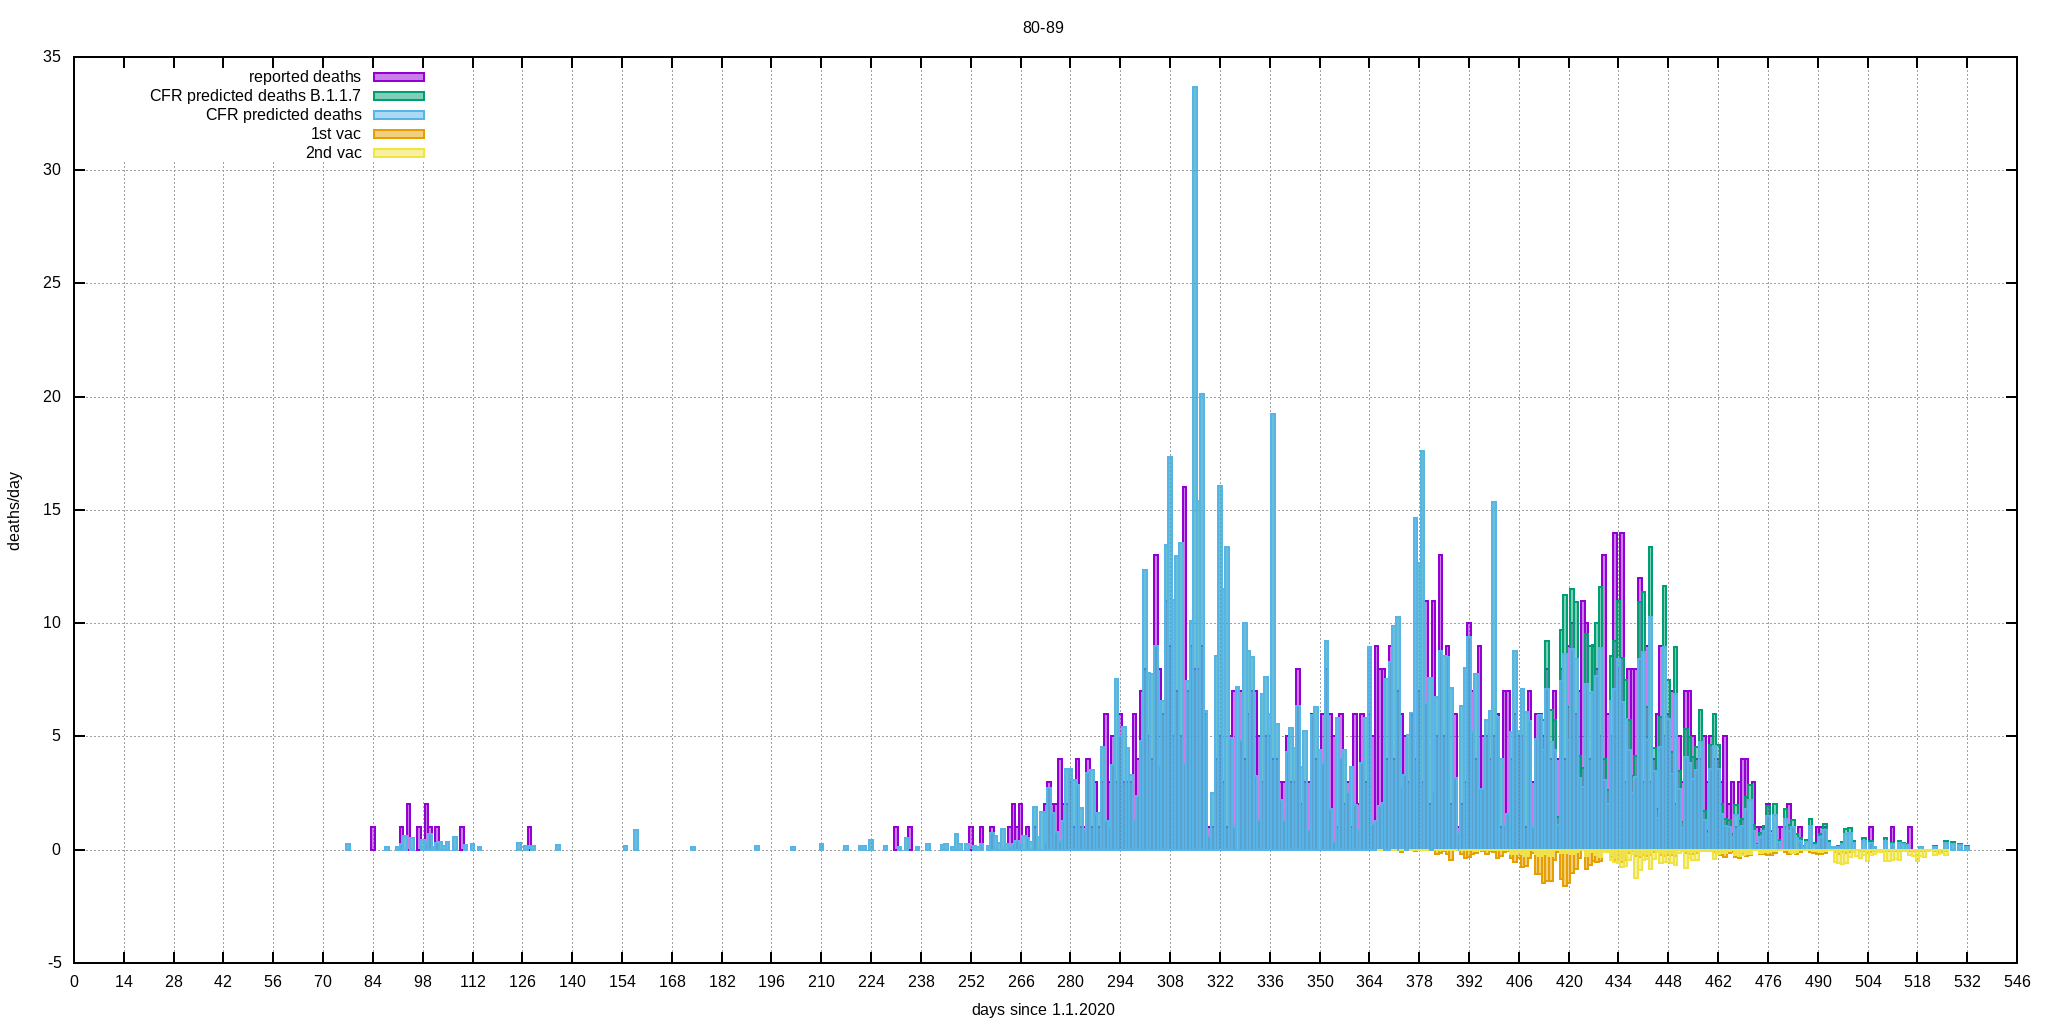 80-89
35
reported deaths
CFR predicted deaths B.1.1.7
CFR predicted deaths
1st vac
2nd vac
30
25
20
15
10
5
0
-5
deaths/day
0 14 28 42 56 70 84 98 112 126 140 154 168 182 196 210 224 238 252 266 280 294 308 322 336 350 364 378 392 406 420 434 448 462 476 490 504 518 532 546
days since 1.1.2020